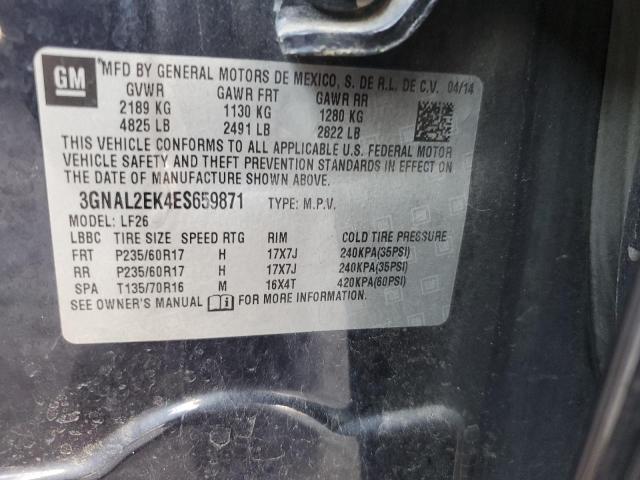 GM MFD BY GENERAL MOTORS DE MEXICO, S. DE R.L. DE C.V. 04/14
GVWR GAWR FRT GAWR RR
2189 KG 1130 KG 1280 KG
4825 LB 2491 LB 2822 LB
THIS VEHICLE CONFORMS TO ALL APPLICABLE U.S. FEDERAL MOTOR
VEHICLE SAFETY AND THEFT PREVENTION STANDARDS IN EFFECT ON
THE DATE OF MANUFACTURE SHOWN ABOVE.
3GNAL2EK4ES659871 TYPE: M.P.V.
MODEL: LF26
LBBC TIRE SIZE SPEED RTG RIM COLD TIRE PRESSURE
FRT P235/60R17 H 17X7J 240KPA(35PSI)
RR P235/60R17 H 17X7J 240KPA(35PSI)
SPA T135/70R16 M 16X4T 420KPA(60PSI)
SEE OWNER'S MANUAL FOR MORE INFORMATION.